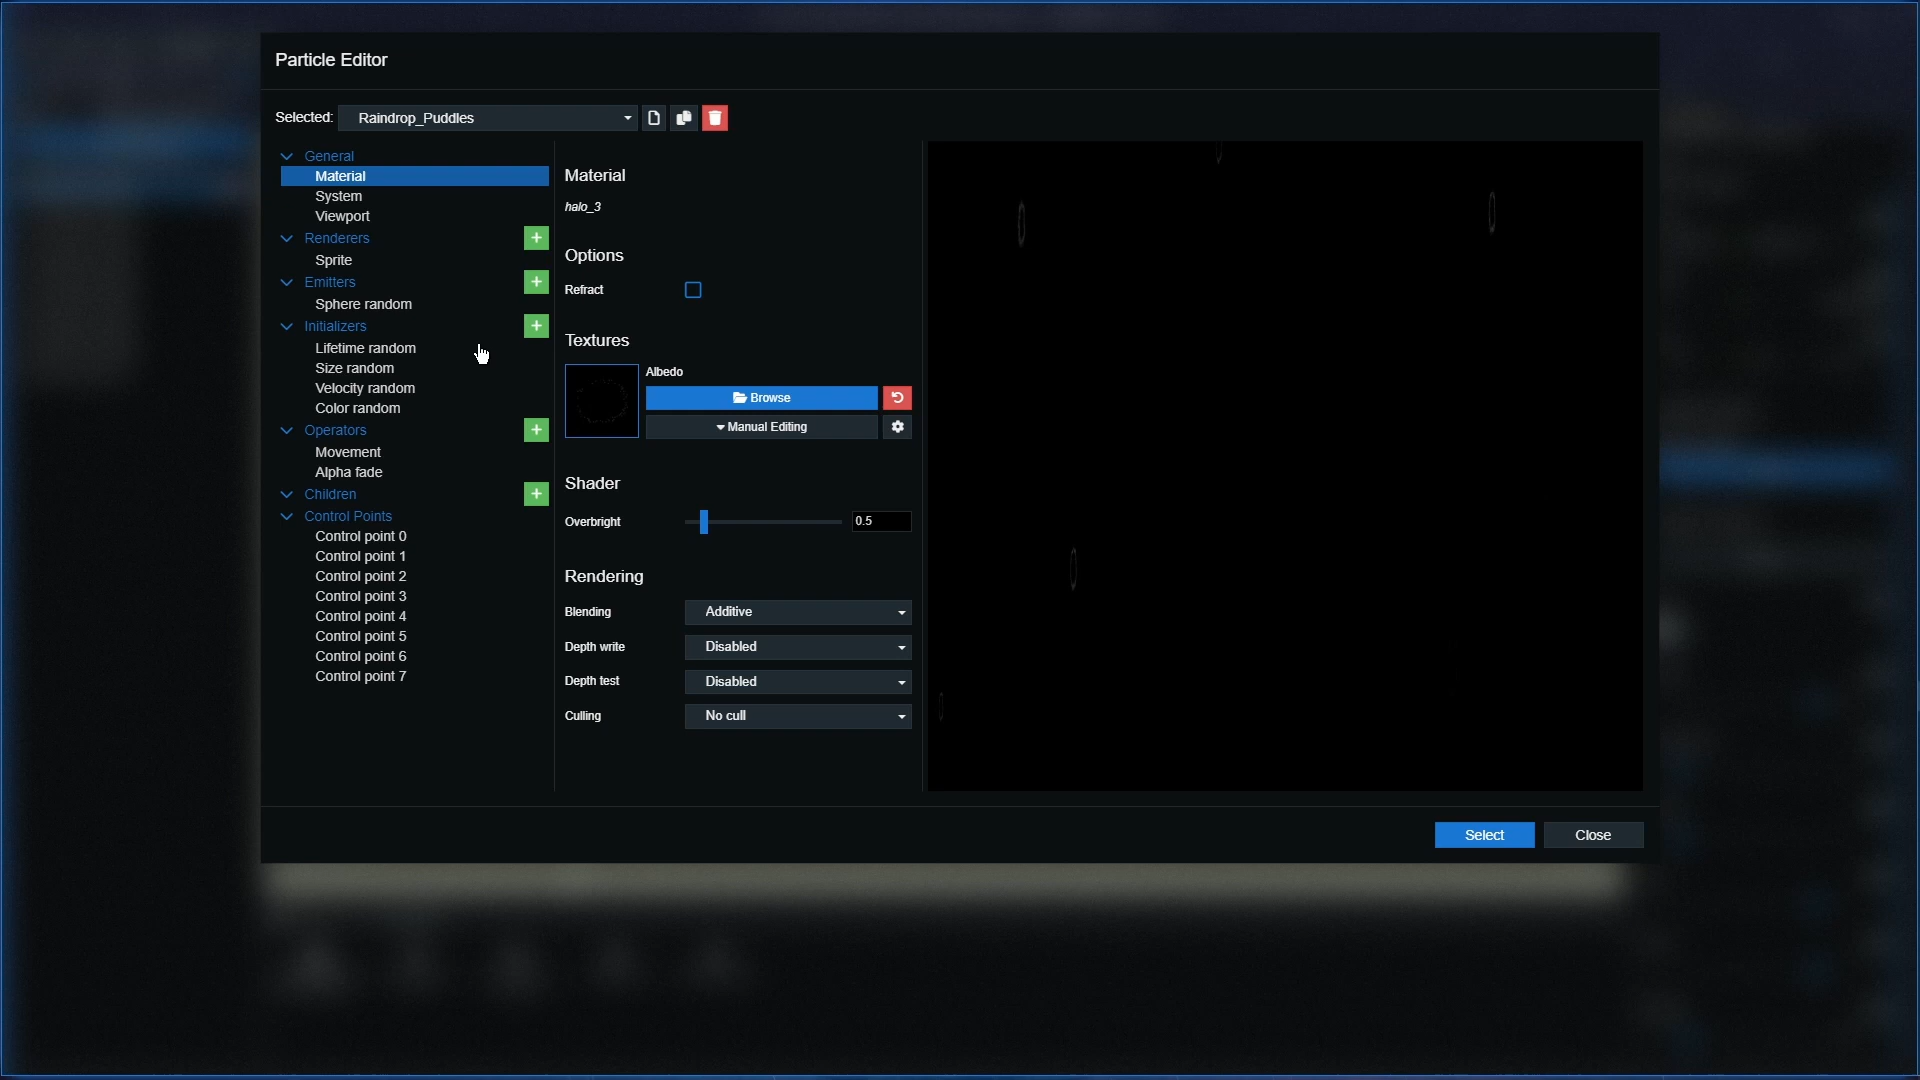 Particle Editor
Selected: Raindrop_Puddles
General
Material
System
Viewport
Renderers
Sprite
Emitters
Sphere random
Initializers
Lifetime random
Size random
Velocity random
Color random
Operators
Movement
Alpha fade
Children
Control Points
Control point 0
Control point 1
Control point 2
Control point 3
Control point 4
Control point 5
Control point 6
Control point 7
Material
halo_3
Options
Refract
Textures
Albedo
Browse
Manual Editing
Shader
Overbright 0.5
Rendering
Blending Additive
Depth write Disabled
Depth test Disabled
Culling No cull
Select Close